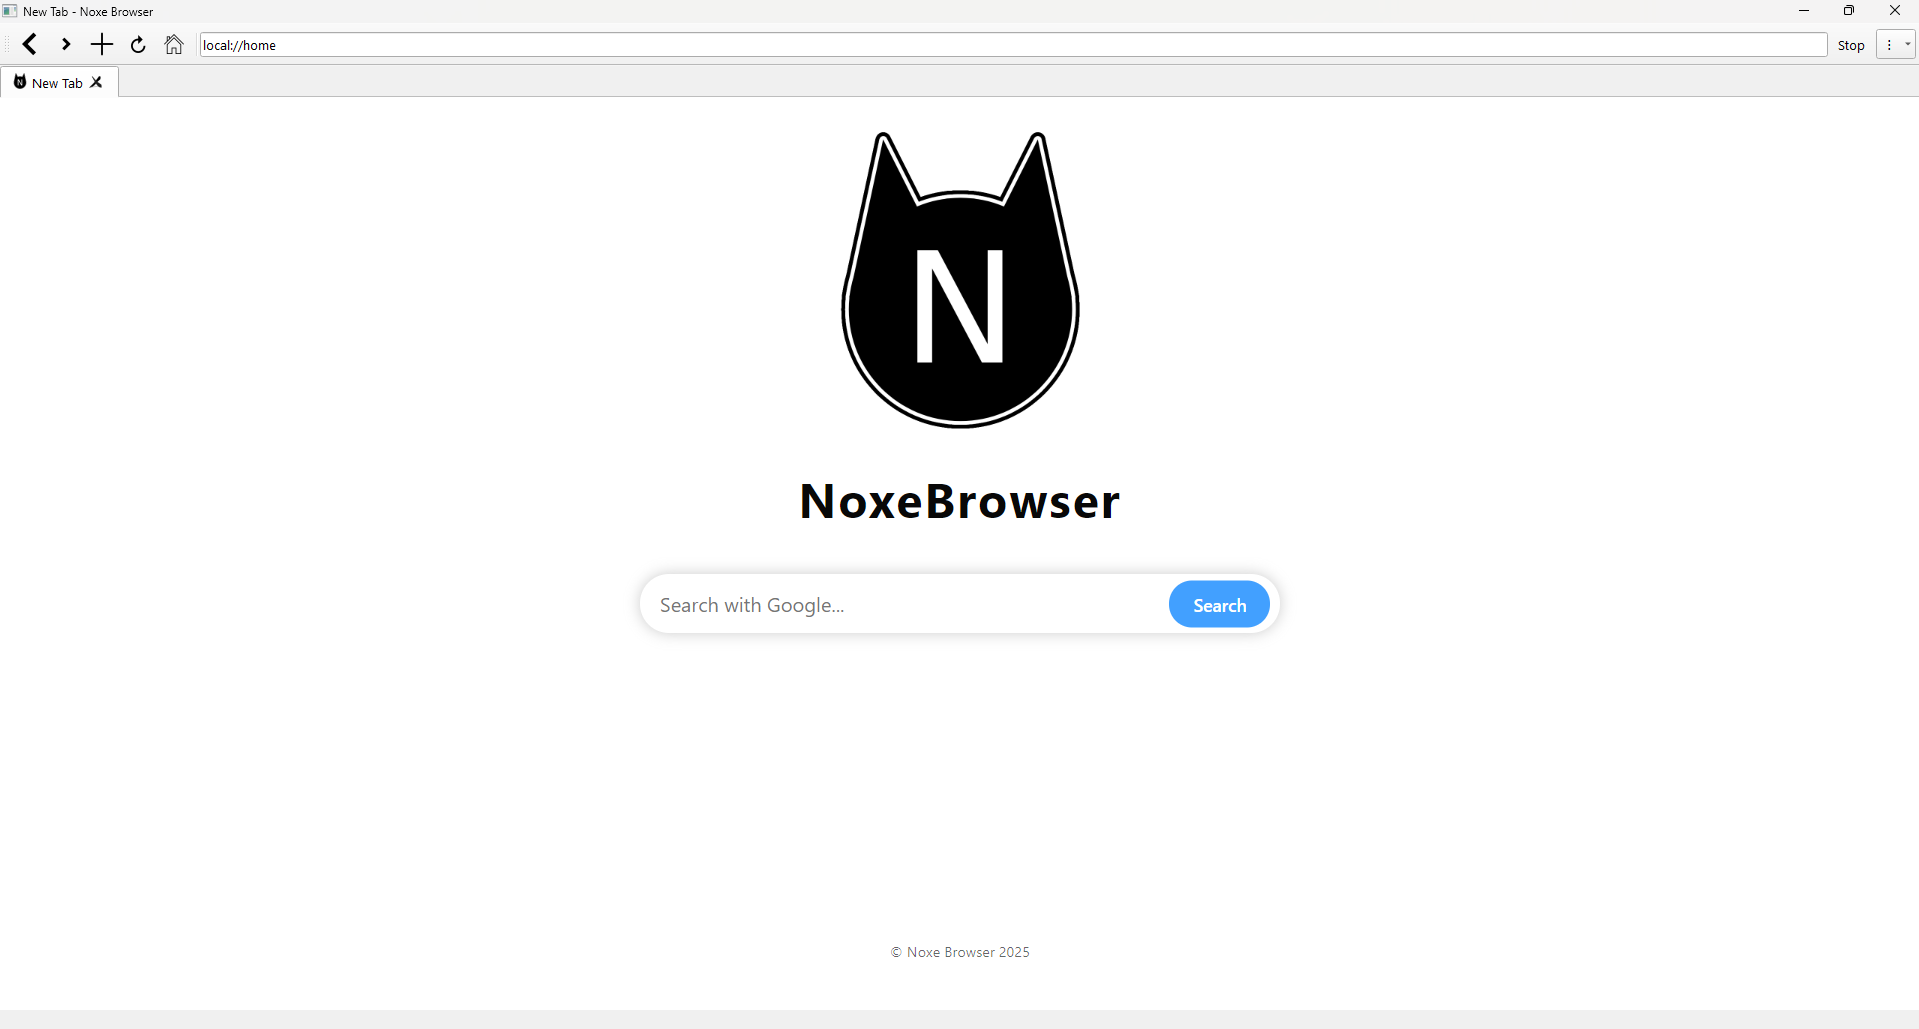 New Tab - Noxe Browser
local://home
Stop
N New Tab
N
NoxeBrowser
Search with Google...
Search
© Noxe Browser 2025